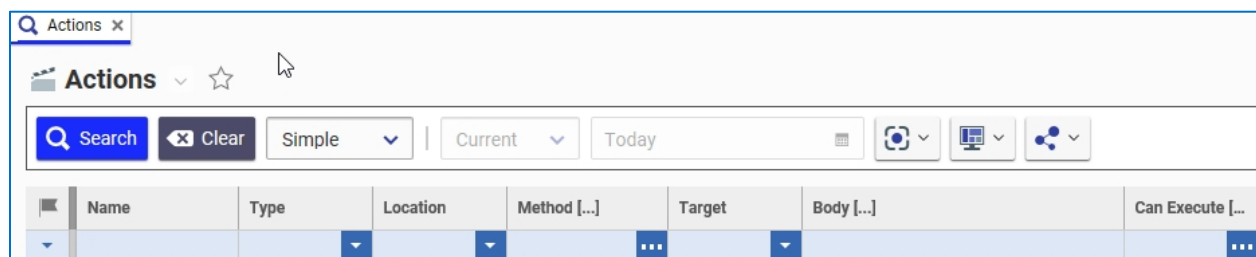 Actions
Actions
Search Clear Simple Current Today
Name Type Location Method [...] Target Body [...] Can Execute [...